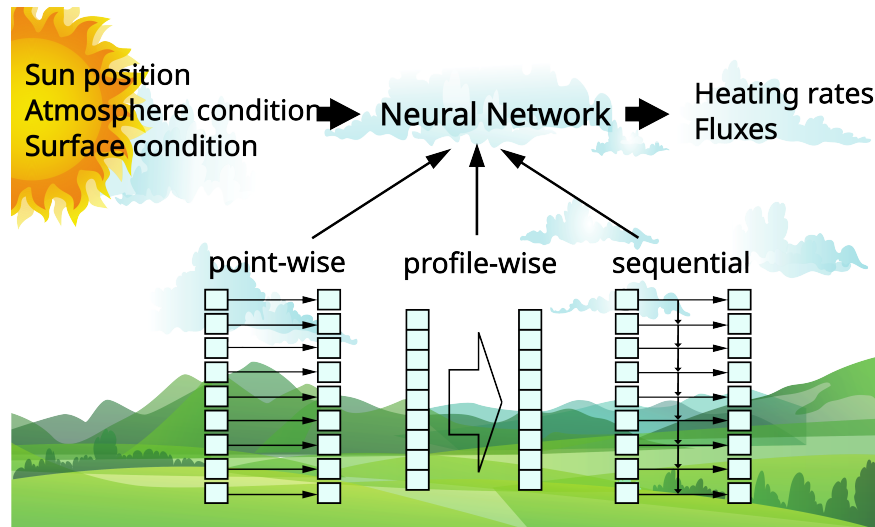 Sun position
Atmosphere condition
Surface condition
Neural Network
Heating rates
Fluxes
point-wise
profile-wise
sequential